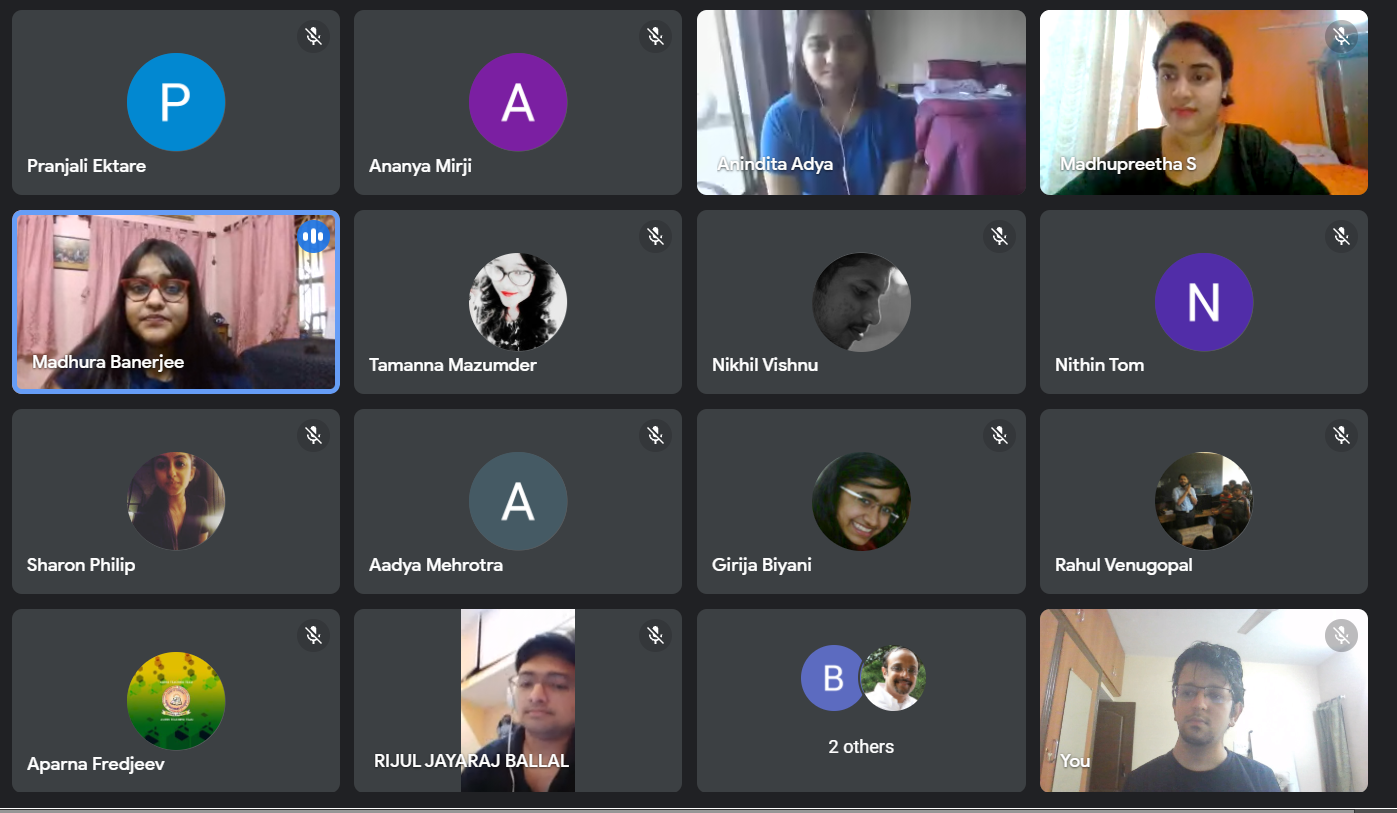 P
Pranjali Ektare
A
Ananya Mirji
Anindita Adya
Madhupreetha S
Madhura Banerjee
Tamanna Mazumder
Nikhil Vishnu
N
Nithin Tom
Sharon Philip
A
Aadya Mehrotra
Girija Biyani
Rahul Venugopal
Aparna Fredjeev
RIJUL JAYARAJ BALLAL
B
2 others
You